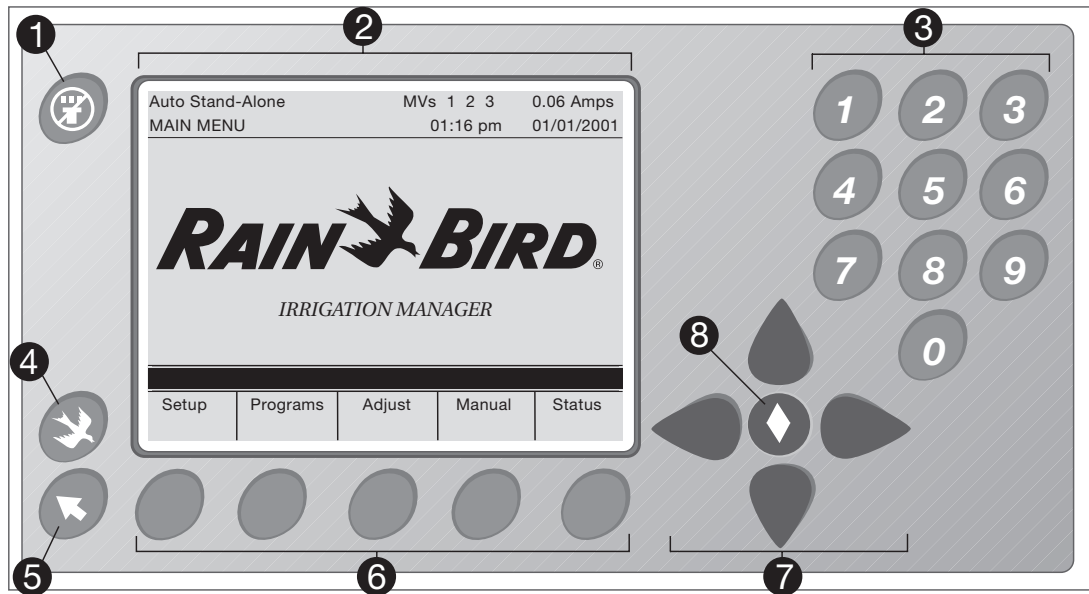 1
2
3
Auto Stand-Alone MVs 1 2 3 0.06 Amps
MAIN MENU 01:16 pm 01/01/2001
1 2 3
4 5 6
RAIN BIRD®
IRRIGATION MANAGER
7 8 9
8
0
4
Setup Programs Adjust Manual Status
5
6
7